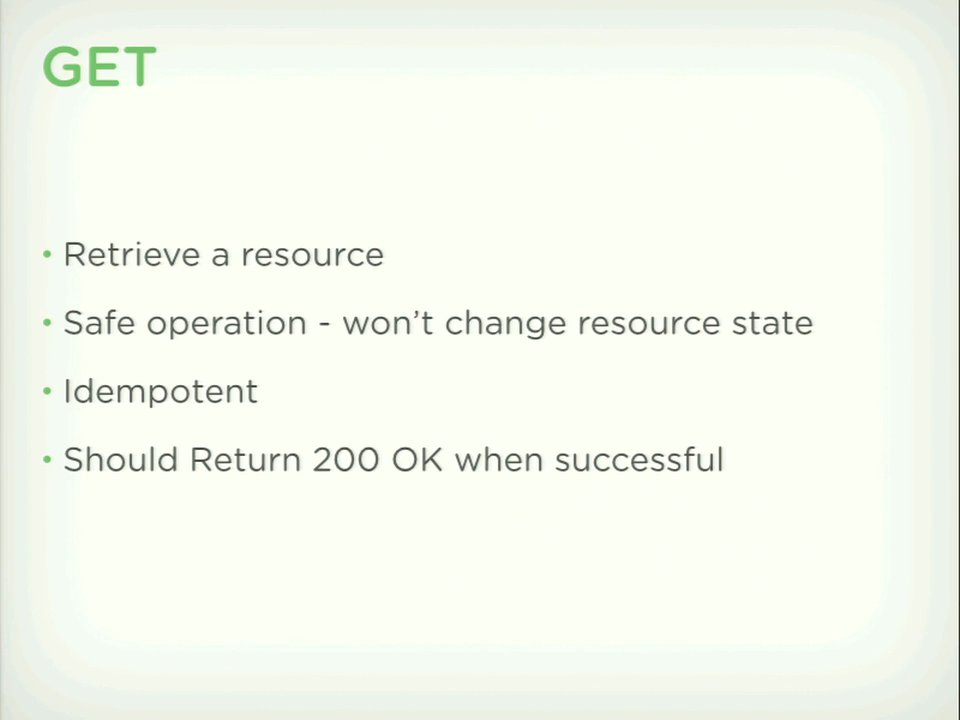 GET
• Retrieve a resource
• Safe operation - won’t change resource state
• Idempotent
• Should Return 200 OK when successful